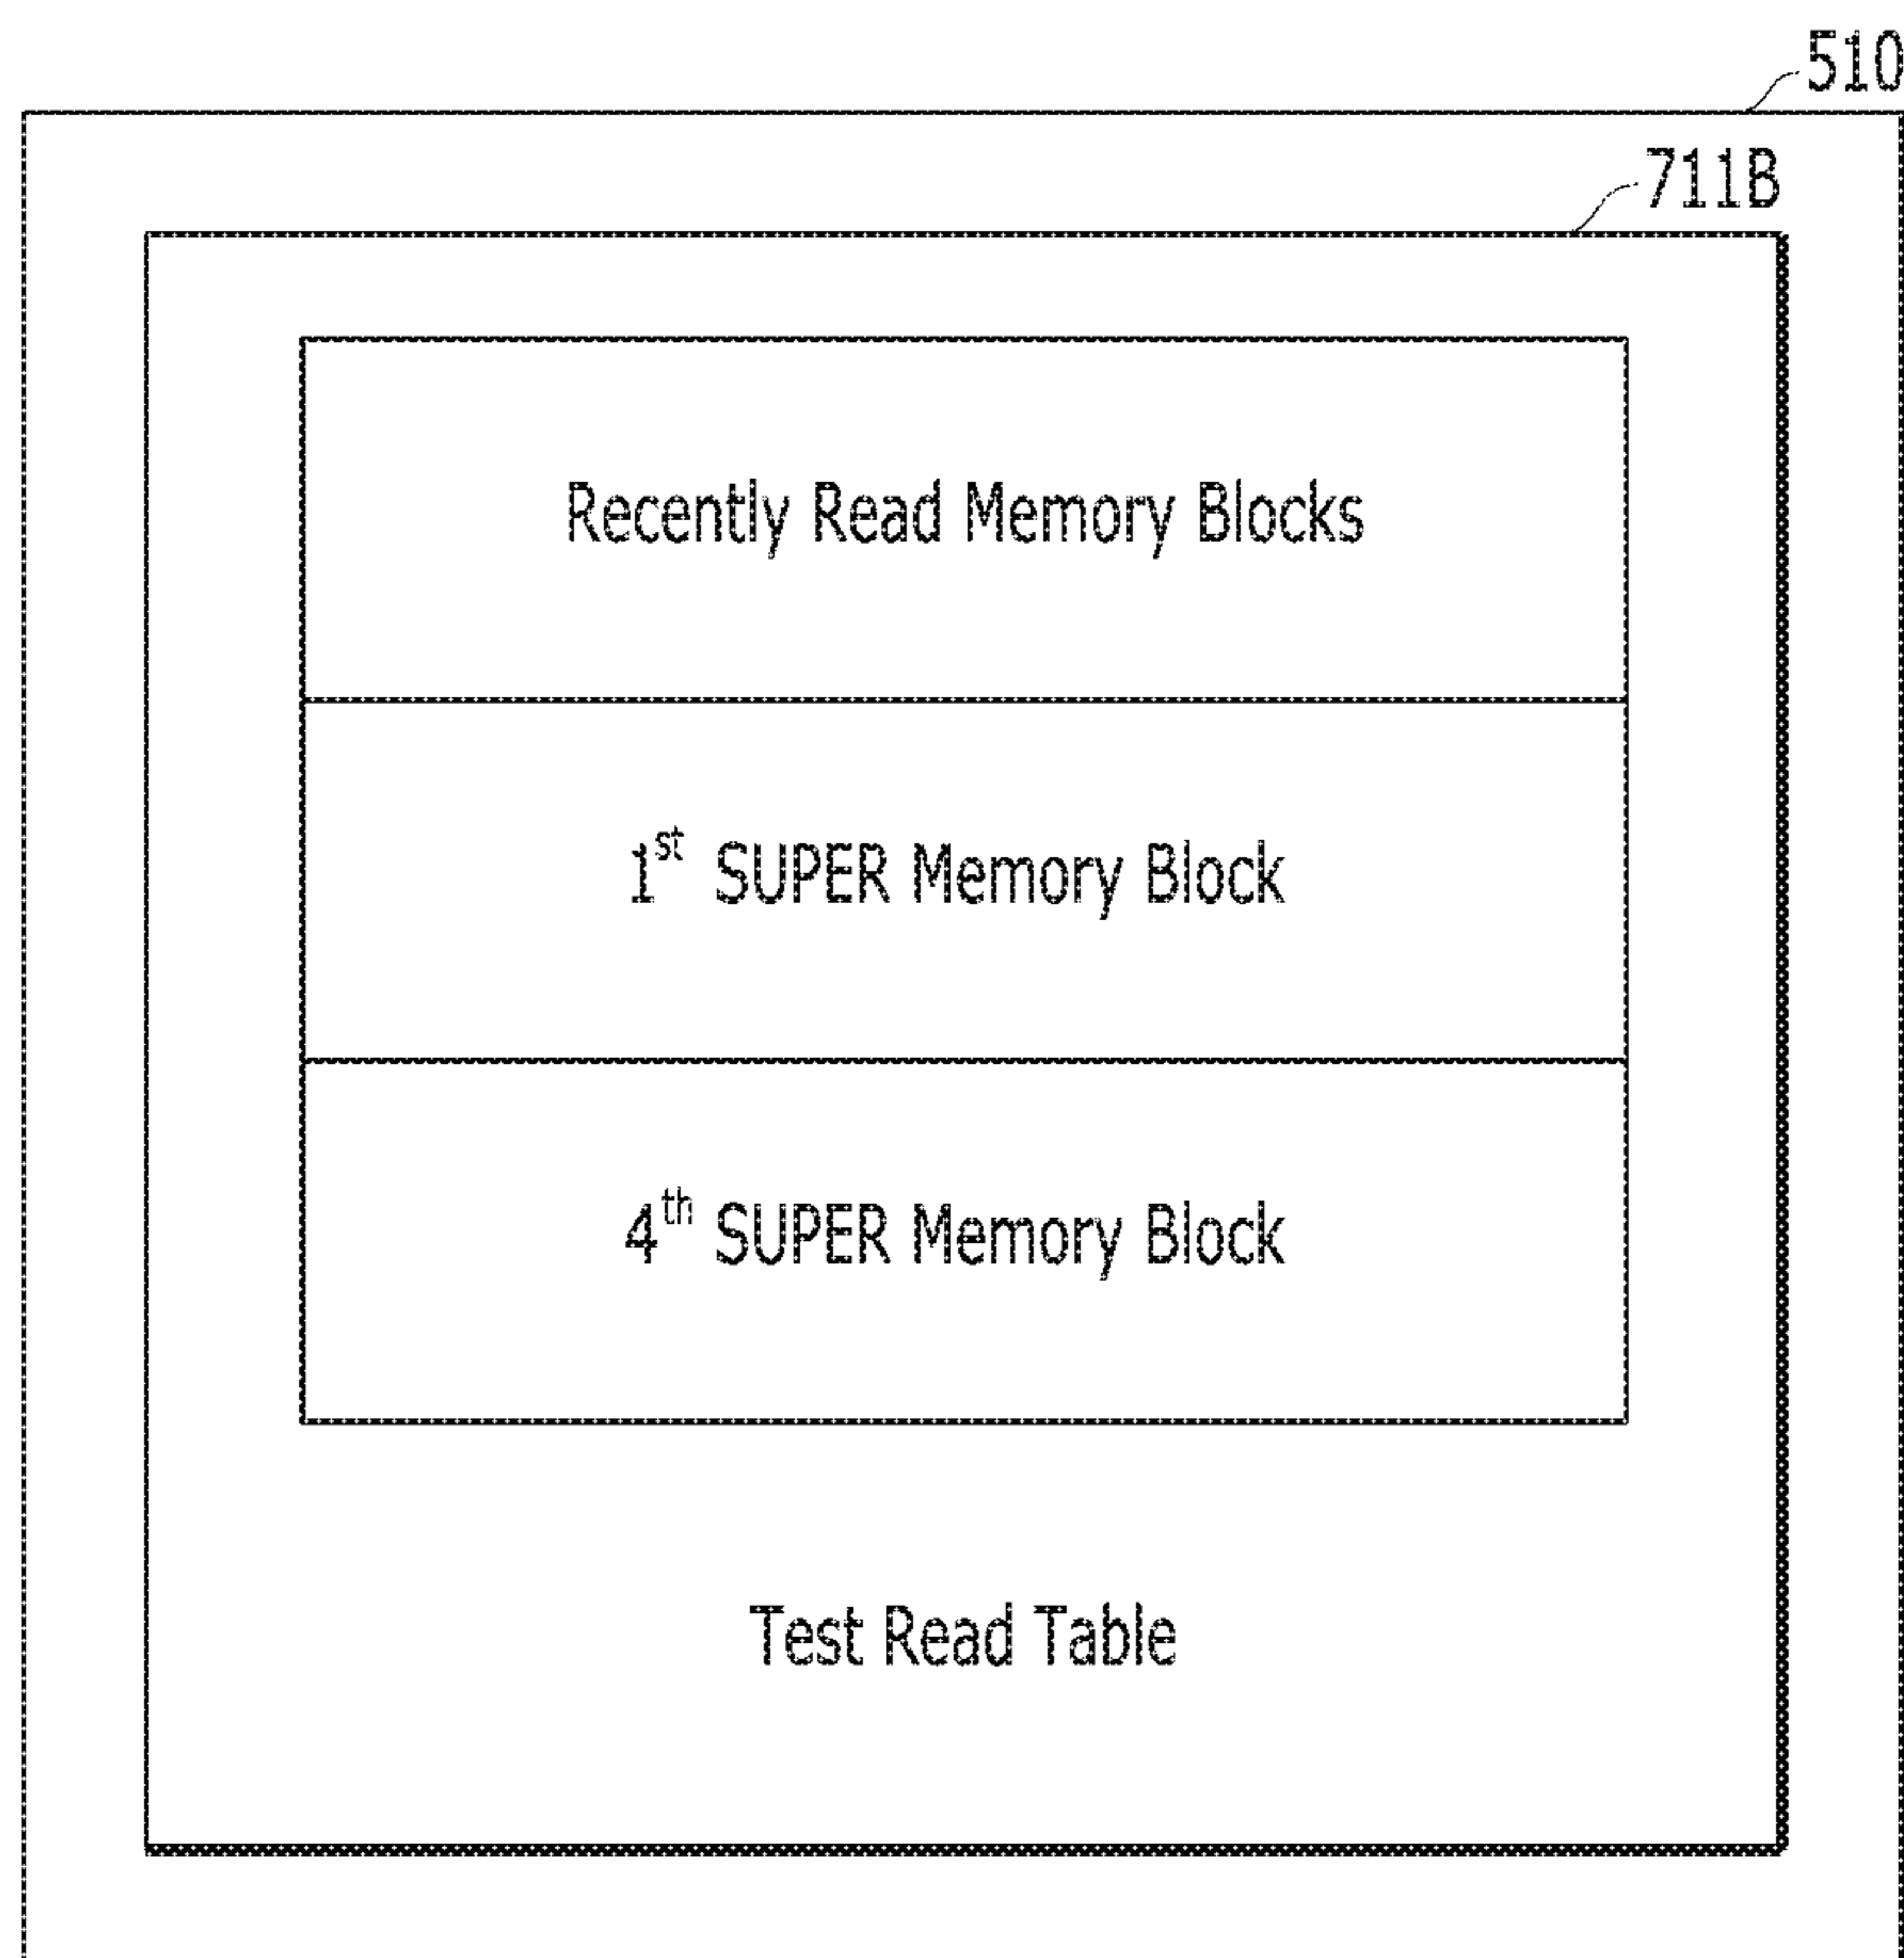 510
711B
Recently Read Memory Blocks
1st SUPER Memory Block
4th SUPER Memory Block
Test Read Table